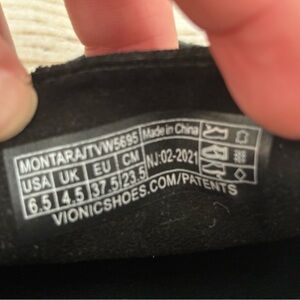 MONTARA/TVW5695 Made in China
USA UK EU CM NJ:02-2021
6.5 4.5 37.5 23.5
VIONICSHOES.COM/PATENTS